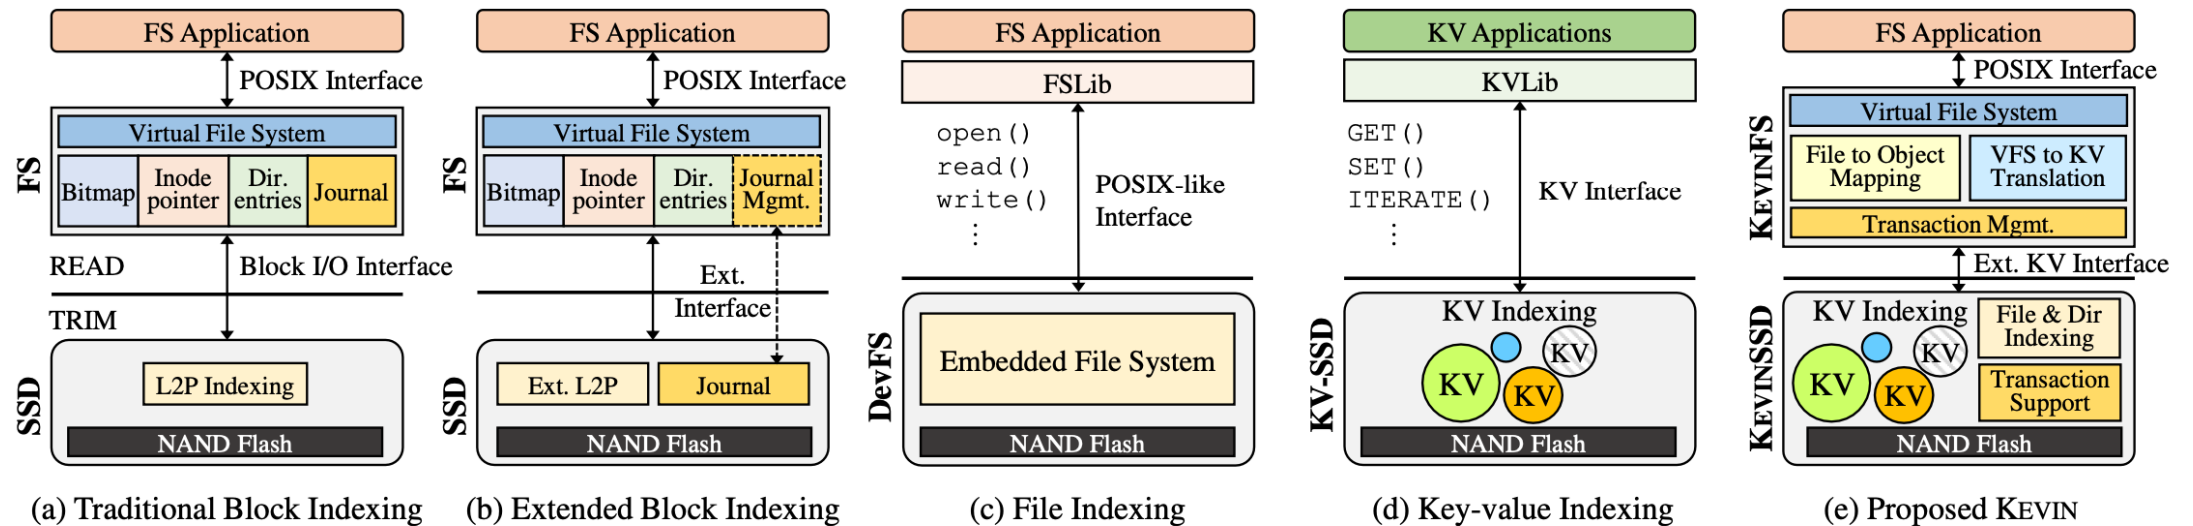 FS Application
POSIX Interface
FS
Virtual File System
Bitmap
Inode
pointer
Dir.
entries
Journal
READ
Block I/O Interface
TRIM
SSD
L2P Indexing
NAND Flash
(a) Traditional Block Indexing
FS Application
POSIX Interface
FS
Virtual File System
Bitmap
Inode
pointer
Dir.
entries
Journal
Mgmt.
Ext.
Interface
SSD
Ext. L2P
Journal
NAND Flash
(b) Extended Block Indexing
FS Application
FSLib
open()
read()
write()
⋮
POSIX-like
Interface
DevFS
Embedded File System
NAND Flash
(c) File Indexing
KV Applications
KVLib
GET()
SET()
ITERATE()
⋮
KV Interface
KV-SSD
KV Indexing
KV
KV
KV
NAND Flash
(d) Key-value Indexing
FS Application
POSIX Interface
KEVINFS
Virtual File System
File to Object
Mapping
VFS to KV
Translation
Transaction Mgmt.
Ext. KV Interface
KEVINSSD
KV Indexing
KV
KV
KV
File & Dir
Indexing
Transaction
Support
NAND Flash
(e) Proposed KEVIN